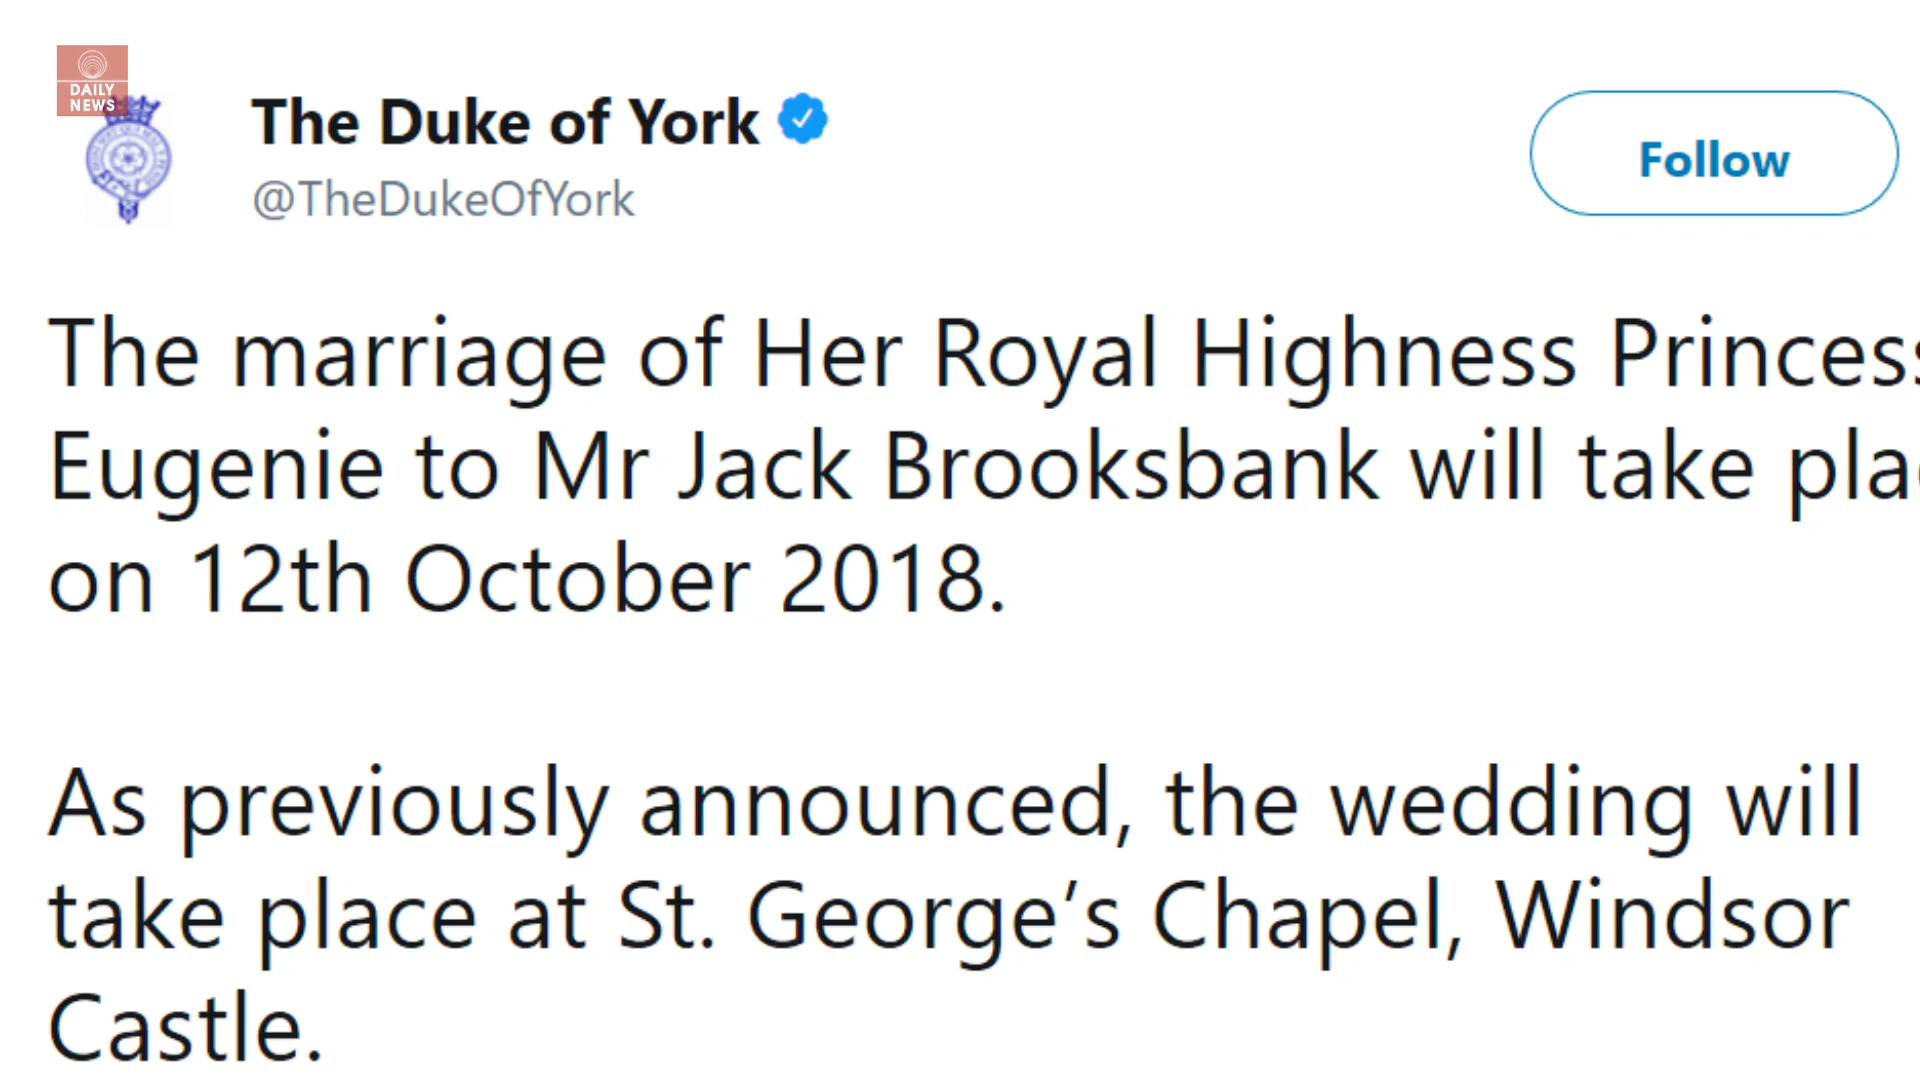 DAILY
NEWS
The Duke of York
@TheDukeOfYork
Follow
The marriage of Her Royal Highness Princess
Eugenie to Mr Jack Brooksbank will take pla
on 12th October 2018.
As previously announced, the wedding will
take place at St. George’s Chapel, Windsor
Castle.